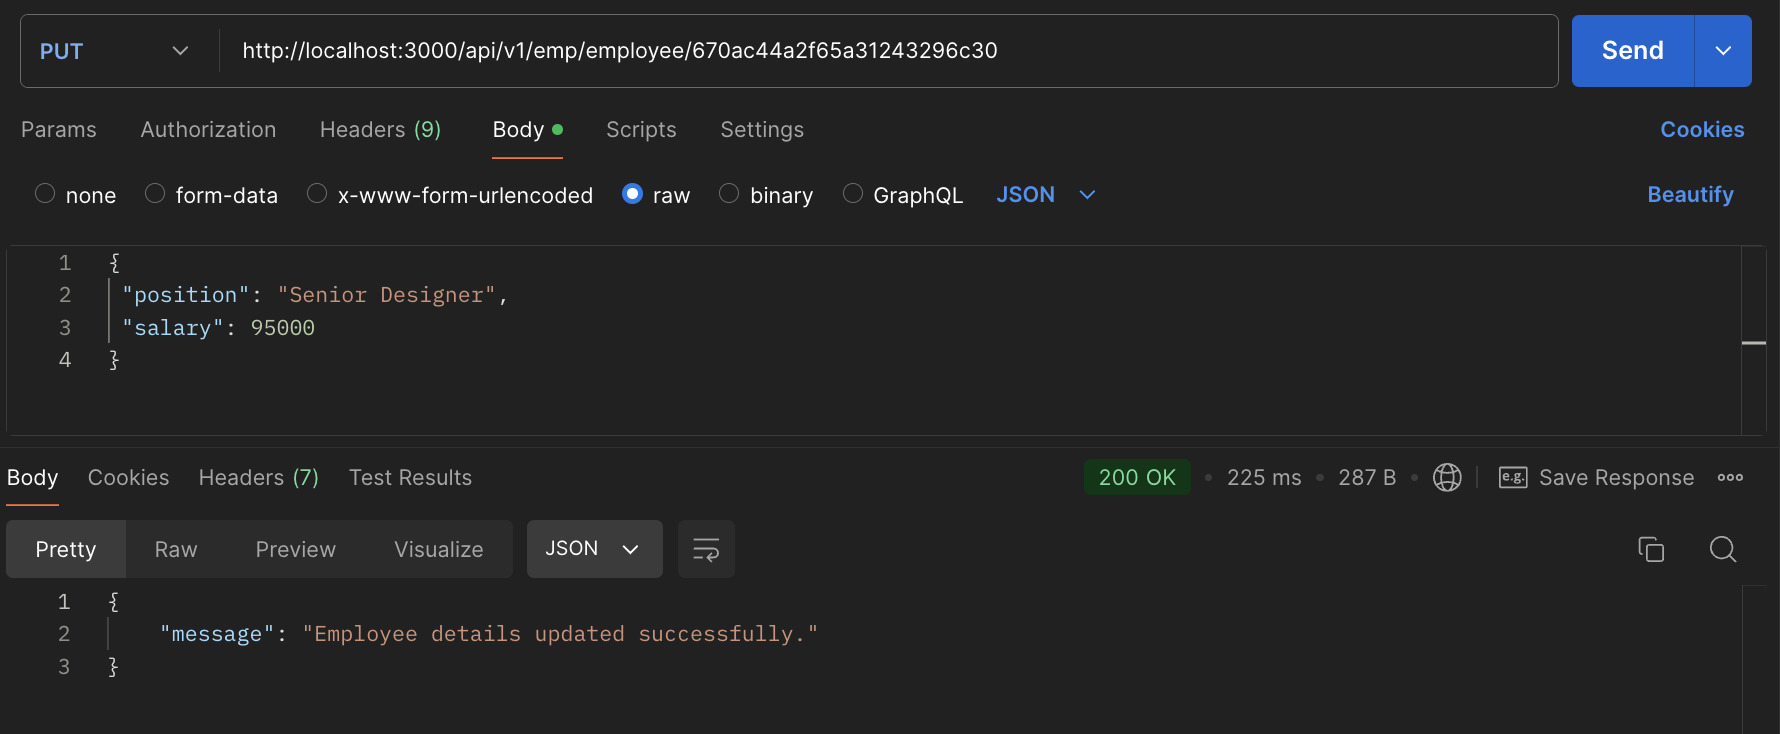 PUT http://localhost:3000/api/v1/emp/employee/670ac44a2f65a31243296c30 Send
Params Authorization Headers (9) Body Scripts Settings Cookies
none form-data x-www-form-urlencoded raw binary GraphQL JSON Beautify
1 {
2 "position": "Senior Designer",
3 "salary": 95000
4 }
Body Cookies Headers (7) Test Results 200 OK • 225 ms • 287 B • e.g. Save Response
Pretty Raw Preview Visualize JSON
1 {
2 "message": "Employee details updated successfully."
3 }